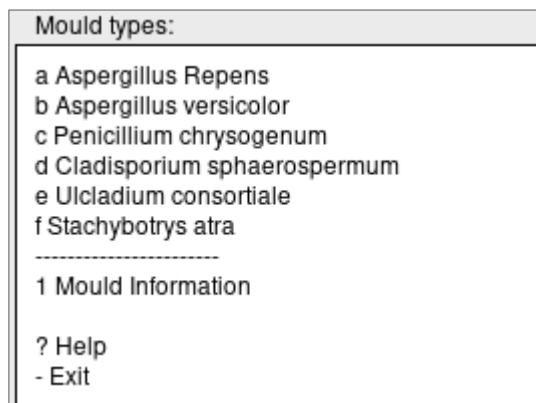 Mould types:
a Aspergillus Repens
b Aspergillus versicolor
c Penicillium chrysogenum
d Cladisporium sphaerospermum
e Ulcladium consortiale
f Stachybotrys atra
-----------------------
1 Mould Information
? Help
- Exit